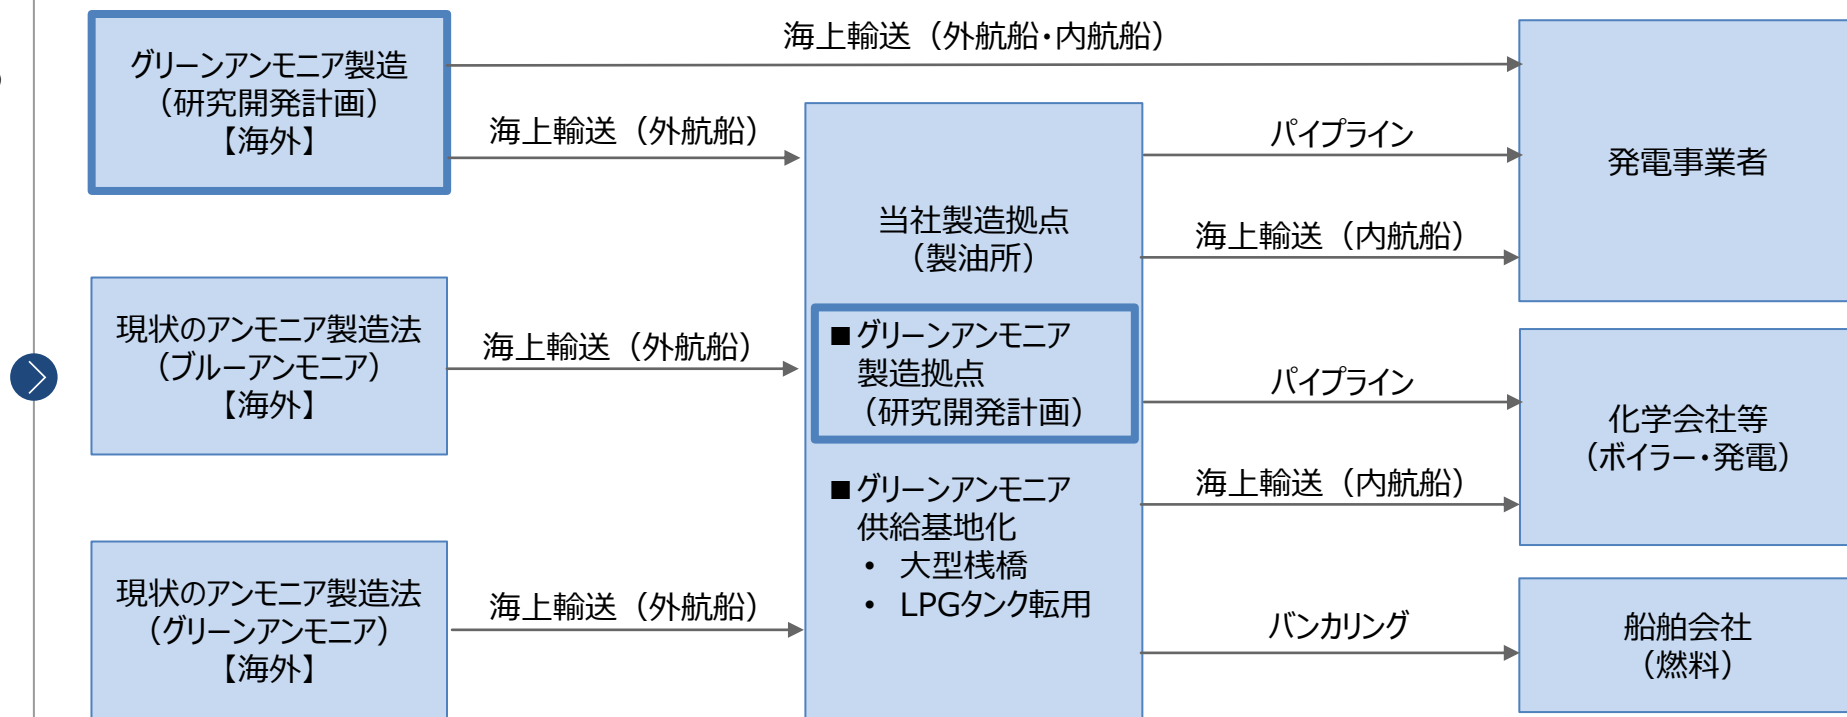 グリーンアンモニア製造
（研究開発計画）
【海外】
海上輸送（外航船・内航船）
海上輸送（外航船）
現状のアンモニア製造法
（ブルーアンモニア）
【海外】
海上輸送（外航船）
現状のアンモニア製造法
（グリーンアンモニア）
【海外】
海上輸送（外航船）
当社製造拠点
（製油所）
■グリーンアンモニア
製造拠点
（研究開発計画）
■グリーンアンモニア
供給基地化
• 大型桟橋
• LPGタンク転用
パイプライン
海上輸送（内航船）
発電事業者
パイプライン
海上輸送（内航船）
化学会社等
（ボイラー・発電）
バンカリング
船舶会社
（燃料）